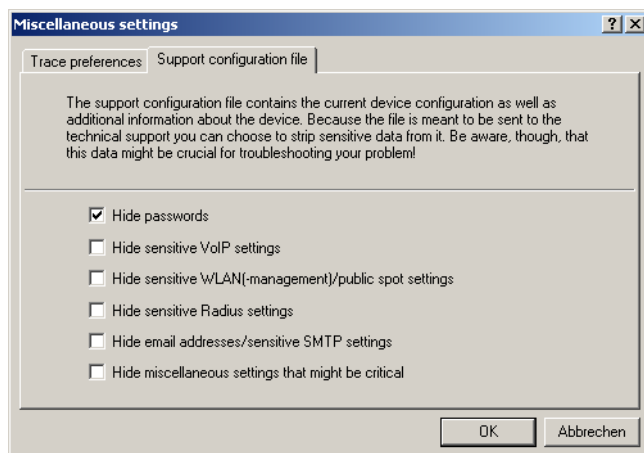 Miscellaneous settings
Trace preferences Support configuration file
The support configuration file contains the current device configuration as well as
additional information about the device. Because the file is meant to be sent to the
technical support you can choose to strip sensitive data from it. Be aware, though, that
this data might be crucial for troubleshooting your problem!
Hide passwords
Hide sensitive VoIP settings
Hide sensitive WLAN(-management)/public spot settings
Hide sensitive Radius settings
Hide email addresses/sensitive SMTP settings
Hide miscellaneous settings that might be critical
OK Abbrechen